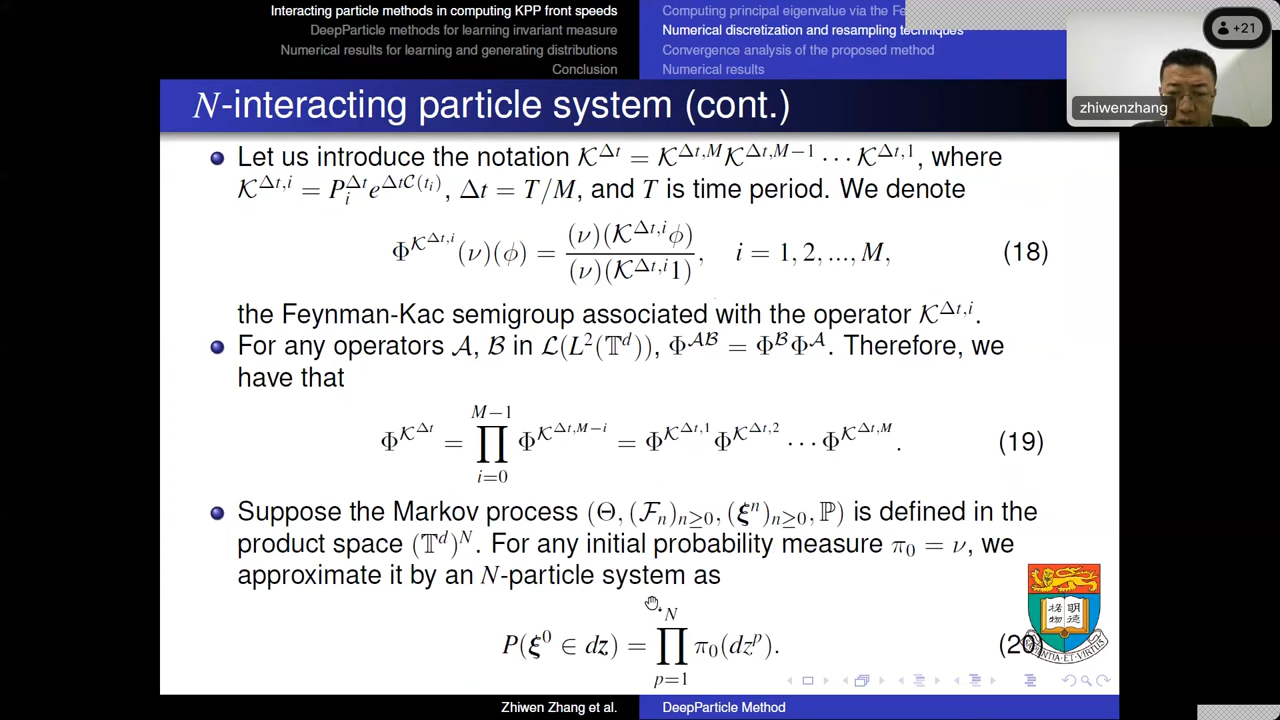 Interacting particle methods in computing KPP front speeds
DeepParticle methods for learning invariant measure
Numerical results for learning and generating distributions
Conclusion
Computing principal eigenvalue via the Fe
Numerical discretization and resampling techniques
Convergence analysis of the proposed method
Numerical results
+21
zhiwenzhang
N-interacting particle system (cont.)
Let us introduce the notation 𝒦^{Δt} = 𝒦^{Δt,M}𝒦^{Δt,M−1} ⋯ 𝒦^{Δt,1}, where
𝒦^{Δt,i} = P_i^{Δt} e^{Δt𝒞(t_i)}, Δt = T/M, and T is time period. We denote
Φ^{𝒦^{Δt,i}}(ν)(ϕ) = (ν)(𝒦^{Δt,i}ϕ) / (ν)(𝒦^{Δt,i}1), i = 1, 2, ..., M, (18)
the Feynman-Kac semigroup associated with the operator 𝒦^{Δt,i}.
For any operators 𝒜, ℬ in ℒ(L²(𝕋^d)), Φ^{𝒜ℬ} = Φ^ℬΦ^𝒜. Therefore, we
have that
Φ^{𝒦^{Δt}} = ∏_{i=0}^{M−1} Φ^{𝒦^{Δt,M−i}} = Φ^{𝒦^{Δt,1}}Φ^{𝒦^{Δt,2}} ⋯ Φ^{𝒦^{Δt,M}}. (19)
Suppose the Markov process (Θ, (ℱ_n)_{n≥0}, (ξ^n)_{n≥0}, ℙ) is defined in the
product space (𝕋^d)^N. For any initial probability measure π_0 = ν, we
approximate it by an N-particle system as
P(ξ^0 ∈ dz) = ∏_{p=1}^{N} π_0(dz^p). (20
明德
格物
Zhiwen Zhang et al.
DeepParticle Method